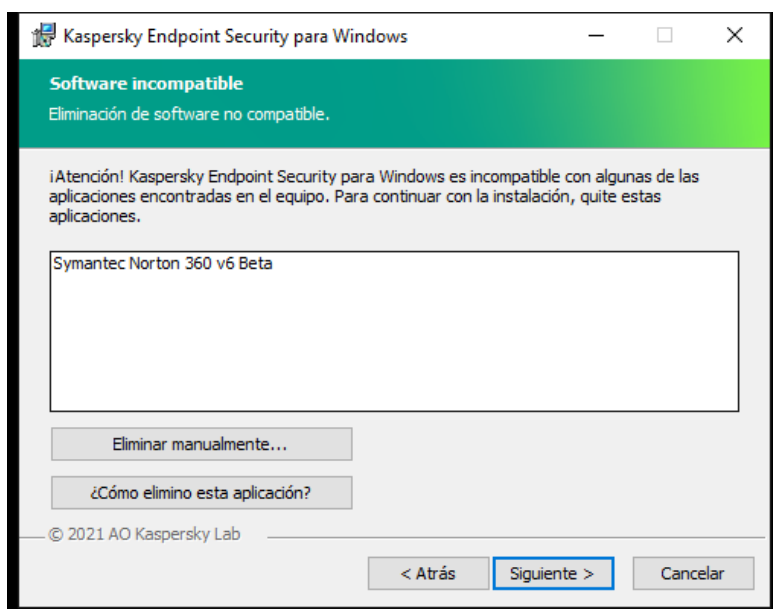 Kaspersky Endpoint Security para Windows
Software incompatible
Eliminación de software no compatible.
¡Atención! Kaspersky Endpoint Security para Windows es incompatible con algunas de las
aplicaciones encontradas en el equipo. Para continuar con la instalación, quite estas
aplicaciones.
Symantec Norton 360 v6 Beta
Eliminar manualmente...
¿Cómo elimino esta aplicación?
© 2021 AO Kaspersky Lab
< Atrás
Siguiente >
Cancelar